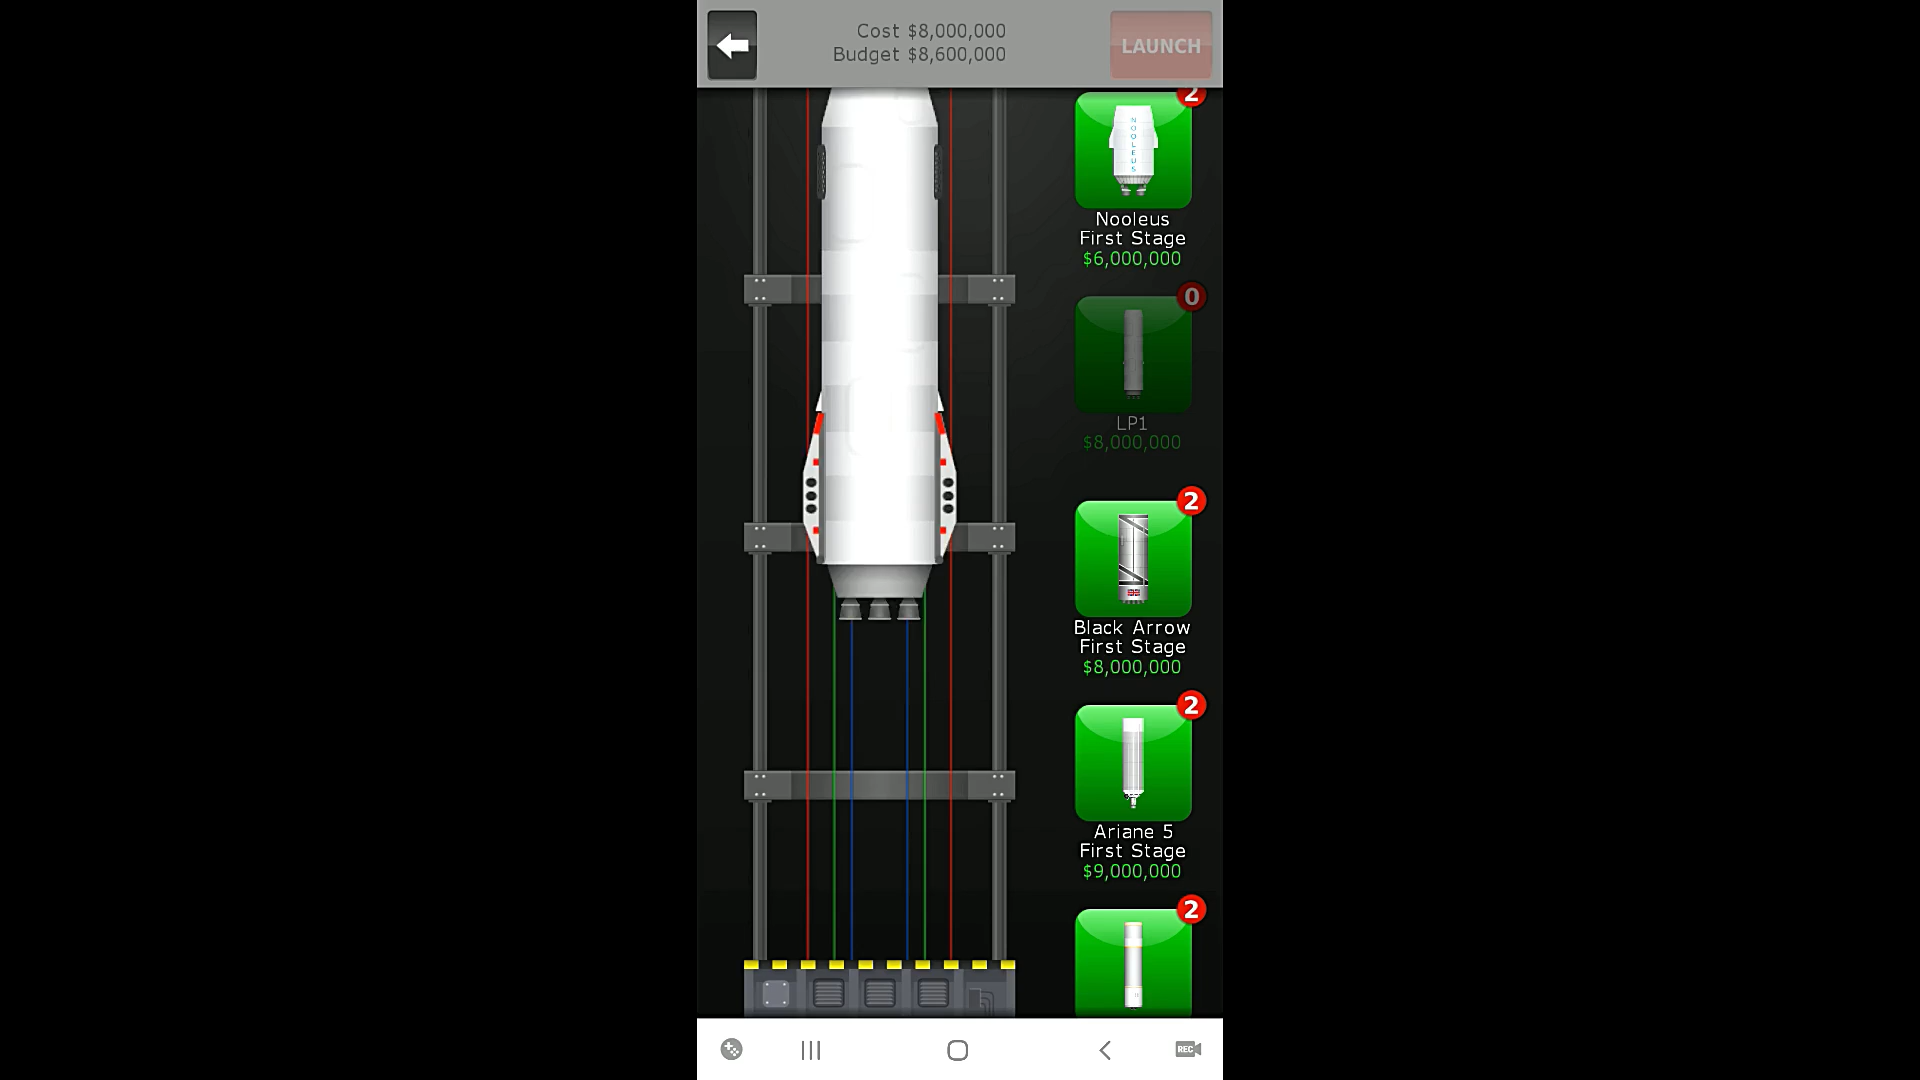 Cost $8,000,000
Budget $8,600,000
LAUNCH
2
NOOLEUS
Nooleus
First Stage
$6,000,000
0
LP1
$8,000,000
2
Black Arrow
First Stage
$8,000,000
2
Ariane 5
First Stage
$9,000,000
2
REC